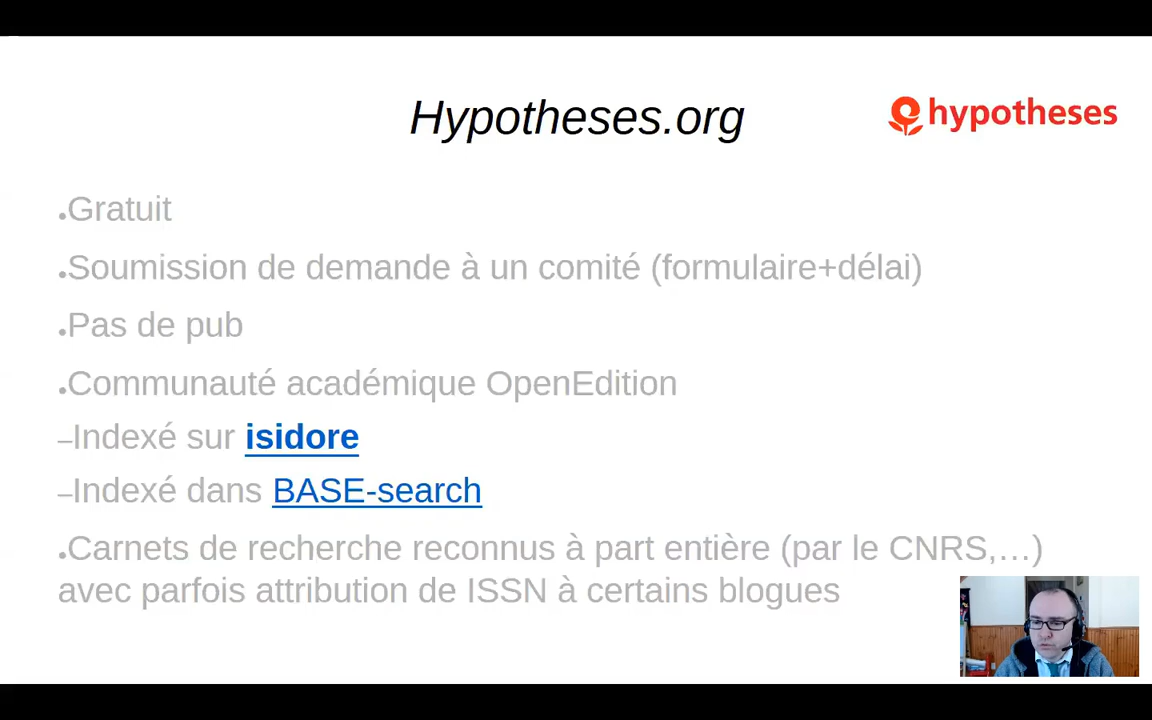 Hypotheses.org
hypotheses
•Gratuit
•Soumission de demande à un comité (formulaire+délai)
•Pas de pub
•Communauté académique OpenEdition
–Indexé sur isidore
–Indexé dans BASE-search
•Carnets de recherche reconnus à part entière (par le CNRS,…)
avec parfois attribution de ISSN à certains blogues